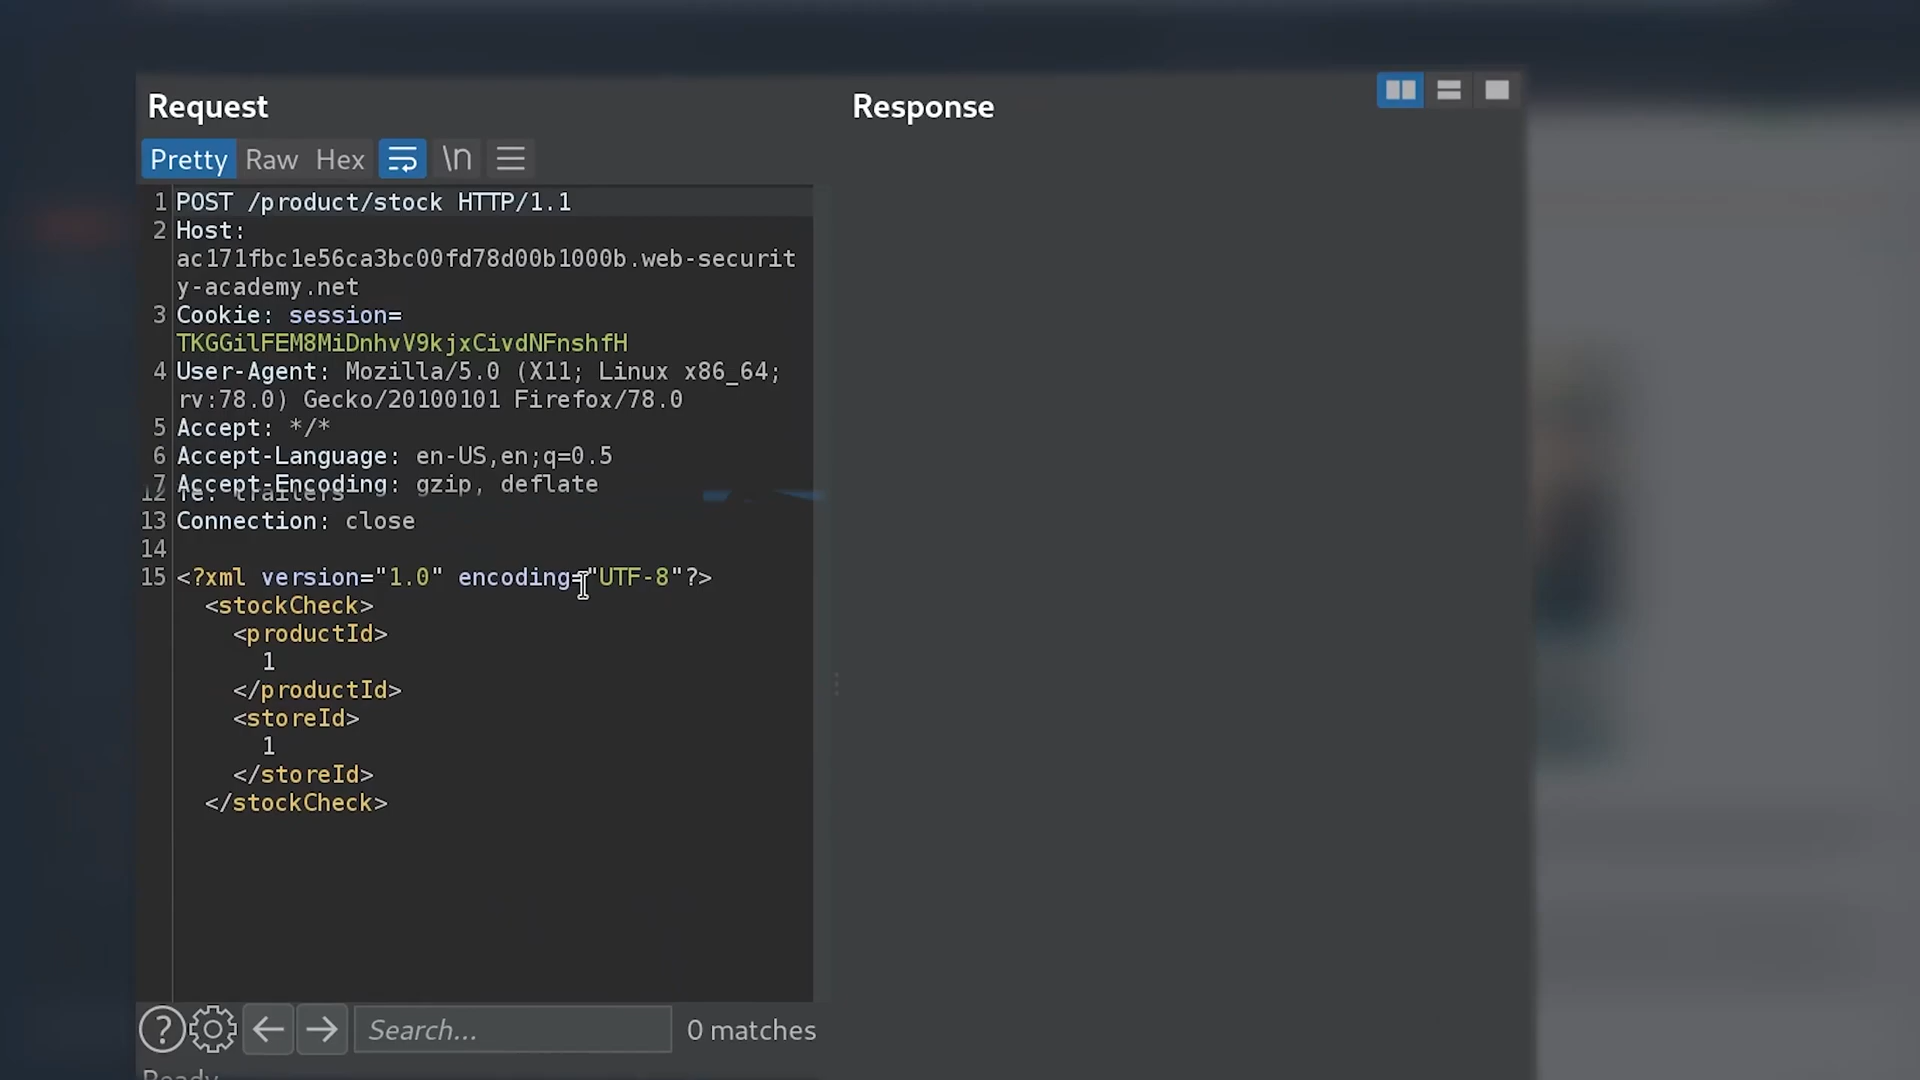 Request
Response
Pretty Raw Hex \n
1 POST /product/stock HTTP/1.1
2 Host:
ac171fbc1e56ca3bc00fd78d00b1000b.web-securit
y-academy.net
3 Cookie: session=
TKGGilFEM8MiDnhvV9kjxCivdNFnshfH
4 User-Agent: Mozilla/5.0 (X11; Linux x86_64;
rv:78.0) Gecko/20100101 Firefox/78.0
5 Accept: */*
6 Accept-Language: en-US,en;q=0.5
7 Accept-Encoding: gzip, deflate
12 Te: trailers
13 Connection: close
14
15 <?xml version="1.0" encoding="UTF-8"?>
<stockCheck>
<productId>
1
</productId>
<storeId>
1
</storeId>
</stockCheck>
? Search... 0 matches
Ready